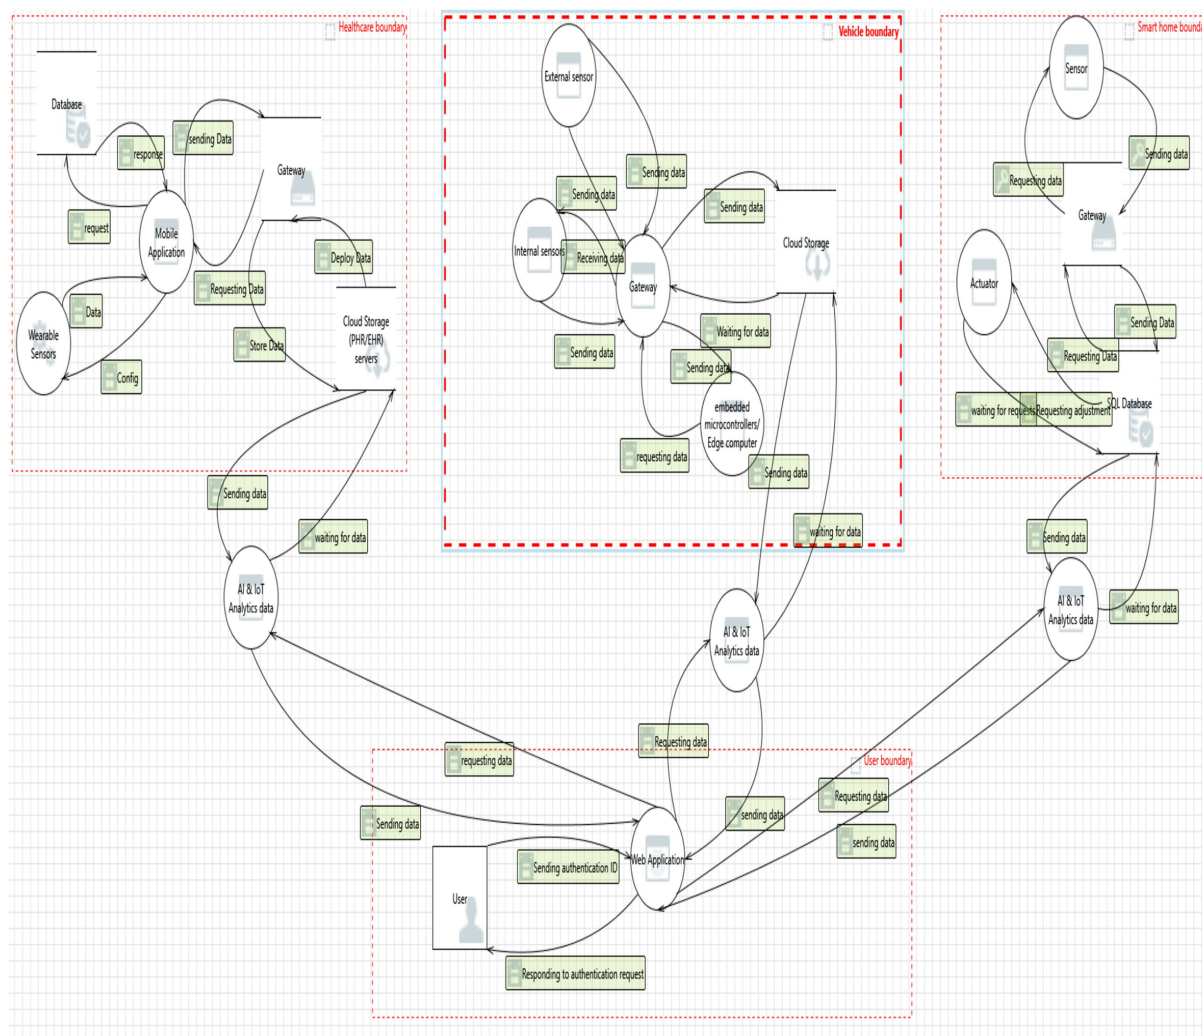 Healthcare boundary
Database
response
sending Data
Gateway
request
Mobile
Application
Deploy Data
Requesting Data
Wearable
Sensors
Data
Store Data
Cloud Storage
(PHR/EHR)
servers
Config
Sending data
waiting for data
AI & IoT
Analytics data
Vehicle boundary
External sensor
Sending data
Sending data
Sending data
Internal sensors
Receiving data
Gateway
Cloud Storage
Sending data
Waiting for data
Sending data
embedded
microcontrollers/
Edge computer
requesting data
Sending data
waiting for data
AI & IoT
Analytics data
Smart home bounda
Sensor
Sending data
Requesting data
Gateway
Actuator
Sending Data
Requesting Data
waiting for requests
Requesting adjustment
SQL Database
Sending data
waiting for data
AI & IoT
Analytics data
User boundary
requesting data
Requesting data
Requesting data
Sending data
sending data
sending data
Web Application
Sending authentication ID
User
Responding to authentication request